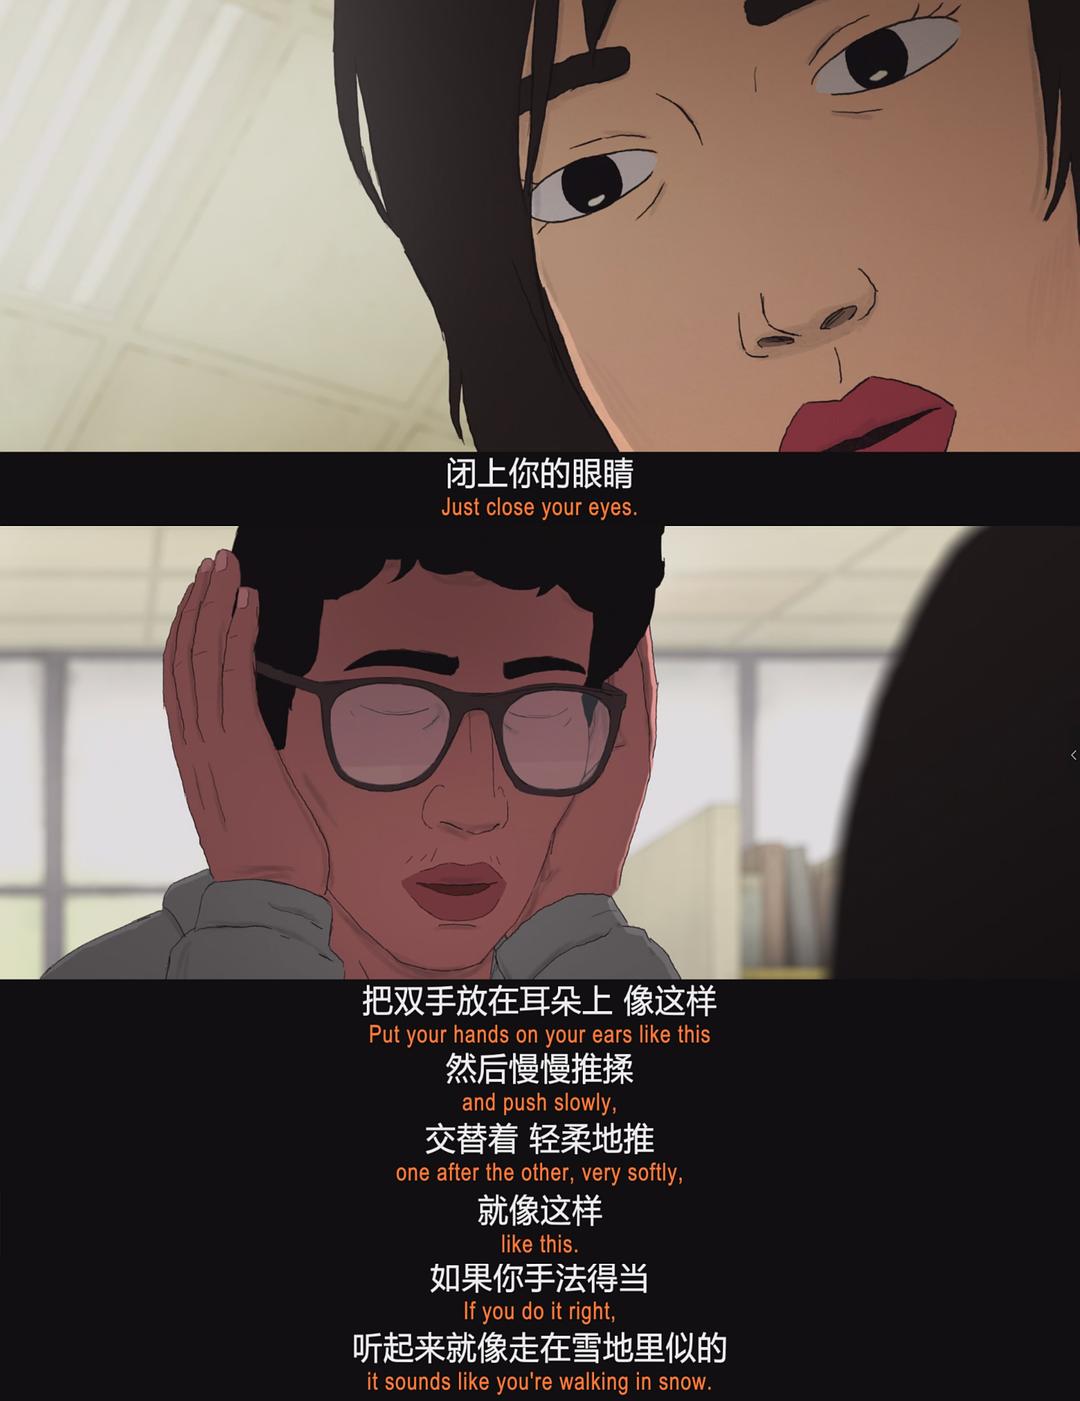 闭上你的眼睛
Just close your eyes.
把双手放在耳朵上 像这样
Put your hands on your ears like this
然后慢慢推揉
and push slowly,
交替着 轻柔地推
one after the other, very softly,
就像这样
like this.
如果你手法得当
If you do it right,
听起来就像走在雪地里似的
it sounds like you're walking in snow.